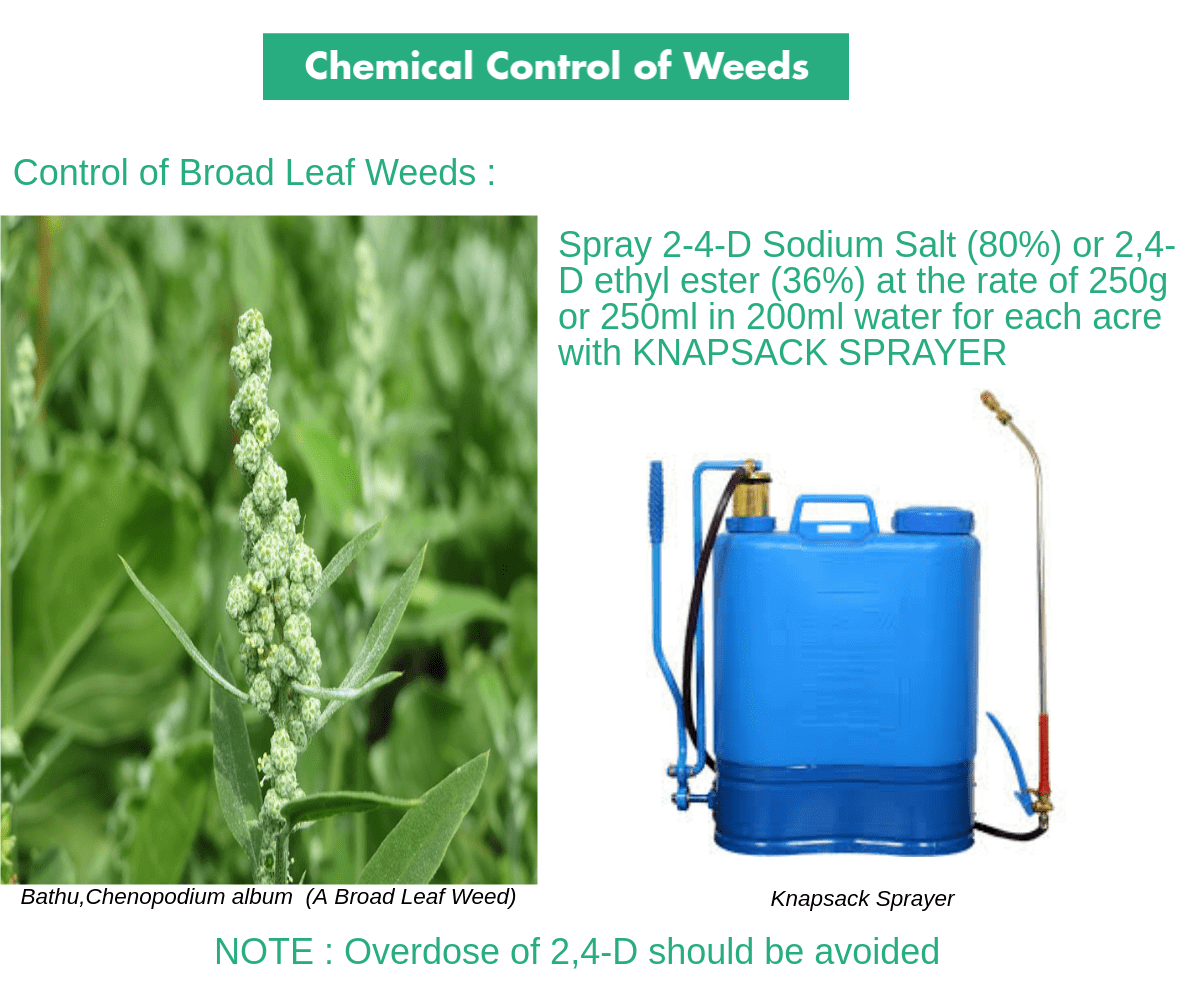 Chemical Control of Weeds
Control of Broad Leaf Weeds :
Spray 2-4-D Sodium Salt (80%) or 2,4-
D ethyl ester (36%) at the rate of 250g
or 250ml in 200ml water for each acre
with KNAPSACK SPRAYER
Bathu,Chenopodium album  (A Broad Leaf Weed)
Knapsack Sprayer
NOTE : Overdose of 2,4-D should be avoided